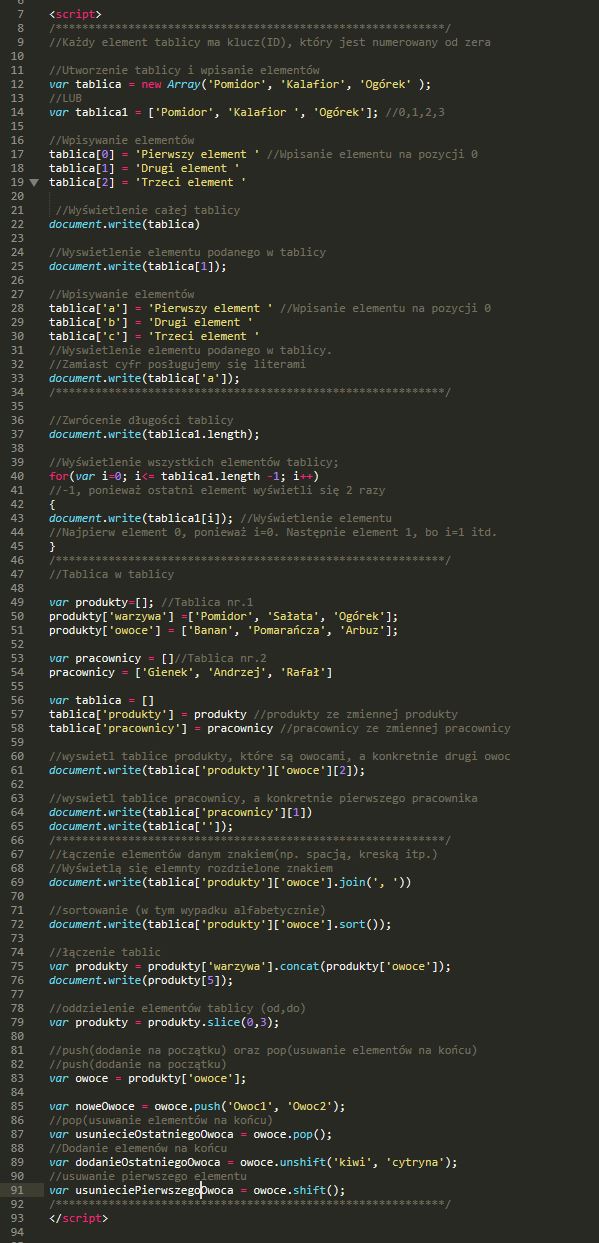 6
7 <script>
8 /***********************************************************/
9 //Każdy element tablicy ma klucz(ID), który jest numerowany od zera
10
11 //Utworzenie tablicy i wpisanie elementów
12 var tablica = new Array('Pomidor', 'Kalafior', 'Ogórek' );
13 //LUB
14 var tablica1 = ['Pomidor', 'Kalafior ', 'Ogórek']; //0,1,2,3
15
16 //Wpisywanie elementów
17 tablica[0] = 'Pierwszy element ' //Wpisanie elementu na pozycji 0
18 tablica[1] = 'Drugi element '
19 tablica[2] = 'Trzeci element '
20
21 //Wyświetlenie całej tablicy
22 document.write(tablica)
23
24 //Wyswietlenie elementu podanego w tablicy
25 document.write(tablica[1]);
26
27 //Wpisywanie elementów
28 tablica['a'] = 'Pierwszy element ' //Wpisanie elementu na pozycji 0
29 tablica['b'] = 'Drugi element '
30 tablica['c'] = 'Trzeci element '
31 //Wyswietlenie elementu podanego w tablicy.
32 //Zamiast cyfr posługujemy się literami
33 document.write(tablica['a']);
34 /***********************************************************/
35
36 //Zwrócenie długości tablicy
37 document.write(tablica1.length);
38
39 //Wyświetlenie wszystkich elementów tablicy;
40 for(var i=0; i<= tablica1.length -1; i++)
41 //-1, ponieważ ostatni element wyświetli się 2 razy
42 {
43 document.write(tablica1[i]); //Wyświetlenie elementu
44 //Najpierw element 0, ponieważ i=0. Następnie element 1, bo i=1 itd.
45 }
46 /***********************************************************/
47 //Tablica w tablicy
48
49 var produkty=[]; //Tablica nr.1
50 produkty['warzywa'] =['Pomidor', 'Sałata', 'Ogórek'];
51 produkty['owoce'] = ['Banan', 'Pomarańcza', 'Arbuz'];
52
53 var pracownicy = []//Tablica nr.2
54 pracownicy = ['Gienek', 'Andrzej', 'Rafał']
55
56 var tablica = []
57 tablica['produkty'] = produkty //produkty ze zmiennej produkty
58 tablica['pracownicy'] = pracownicy //pracownicy ze zmiennej pracownicy
59
60 //wyswietl tablice produkty, które są owocami, a konkretnie drugi owoc
61 document.write(tablica['produkty']['owoce'][2]);
62
63 //wyswietl tablice pracownicy, a konkretnie pierwszego pracownika
64 document.write(tablica['pracownicy'][1])
65 document.write(tablica['']);
66 /***********************************************************/
67 //Łączenie elementów danym znakiem(np. spacją, kreską itp.)
68 //Wyświetlą się elemnty rozdzielone znakiem
69 document.write(tablica['produkty']['owoce'].join(', '))
70
71 //sortowanie (w tym wypadku alfabetycznie)
72 document.write(tablica['produkty']['owoce'].sort());
73
74 //łączenie tablic
75 var produkty = produkty['warzywa'].concat(produkty['owoce']);
76 document.write(produkty[5]);
77
78 //oddzielenie elementów tablicy (od,do)
79 var produkty = produkty.slice(0,3);
80
81 //push(dodanie na początku) oraz pop(usuwanie elementów na końcu)
82 //push(dodanie na początku)
83 var owoce = produkty['owoce'];
84
85 var noweOwoce = owoce.push('Owoc1', 'Owoc2');
86 //pop(usuwanie elementów na końcu)
87 var usuniecieOstatniegoOwoca = owoce.pop();
88 //Dodanie elemenów na końcu
89 var dodanieOstatniegoOwoca = owoce.unshift('kiwi', 'cytryna');
90 //usuwanie pierwszego elementu
91 var usunieciePierwszegoOwoca = owoce.shift();
92 /***********************************************************/
93 </script>
94